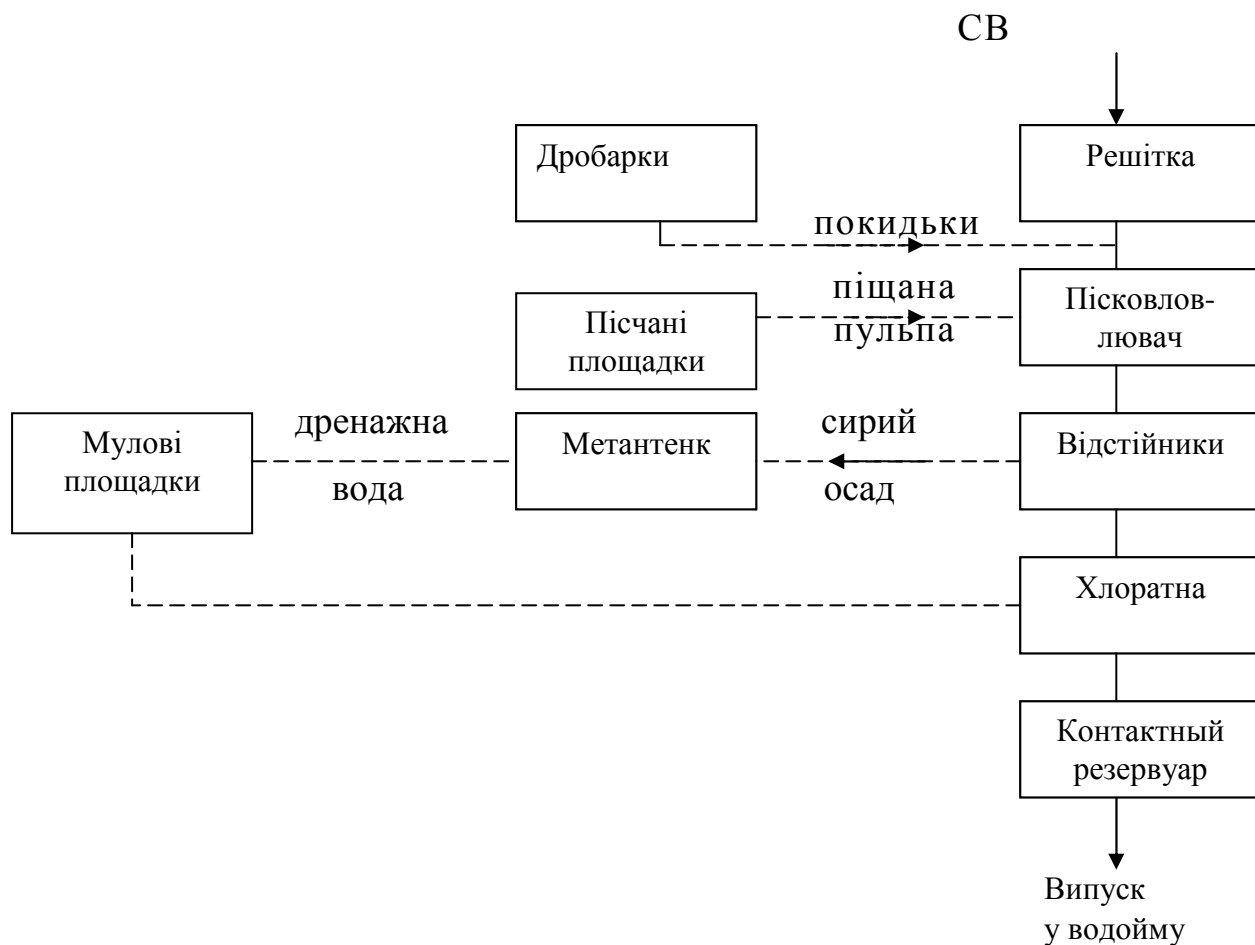 СВ
Дробарки
Решітка
покидьки
піщана
пульпа
Пісчані
площадки
Пісковлов-
лювач
Мулові
площадки
дренажна
вода
Метантенк
сирий
осад
Відстійники
Хлоратна
Контактный
резервуар
Випуск
у водойму